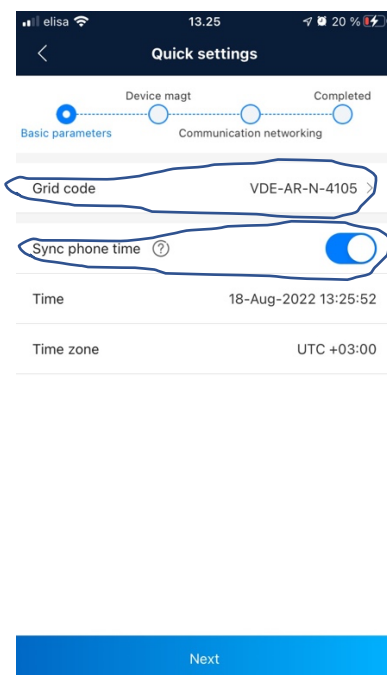 elisa 13.25 20 %
Quick settings
Device magt Completed
Basic parameters Communication networking
Grid code VDE-AR-N-4105
Sync phone time ?
Time 18-Aug-2022 13:25:52
Time zone UTC +03:00
Next